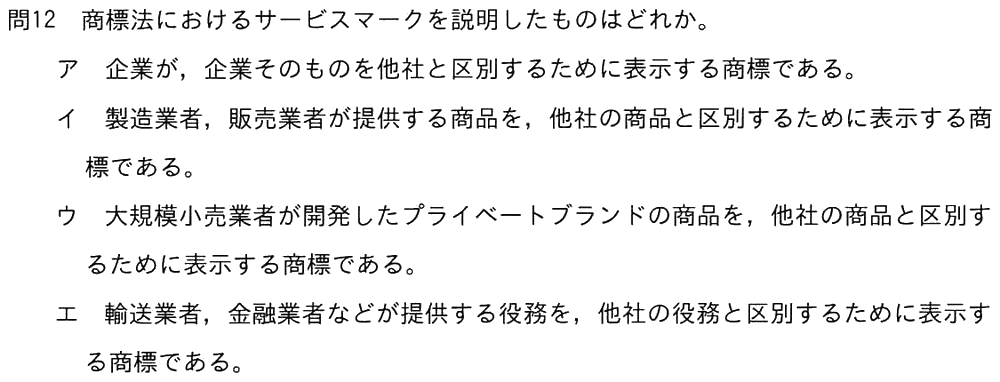 問12　商標法におけるサービスマークを説明したものはどれか。
ア　企業が，企業そのものを他社と区別するために表示する商標である。
イ　製造業者，販売業者が提供する商品を，他社の商品と区別するために表示する商
標である。
ウ　大規模小売業者が開発したプライベートブランドの商品を，他社の商品と区別す
るために表示する商標である。
エ　輸送業者，金融業者などが提供する役務を，他社の役務と区別するために表示す
る商標である。